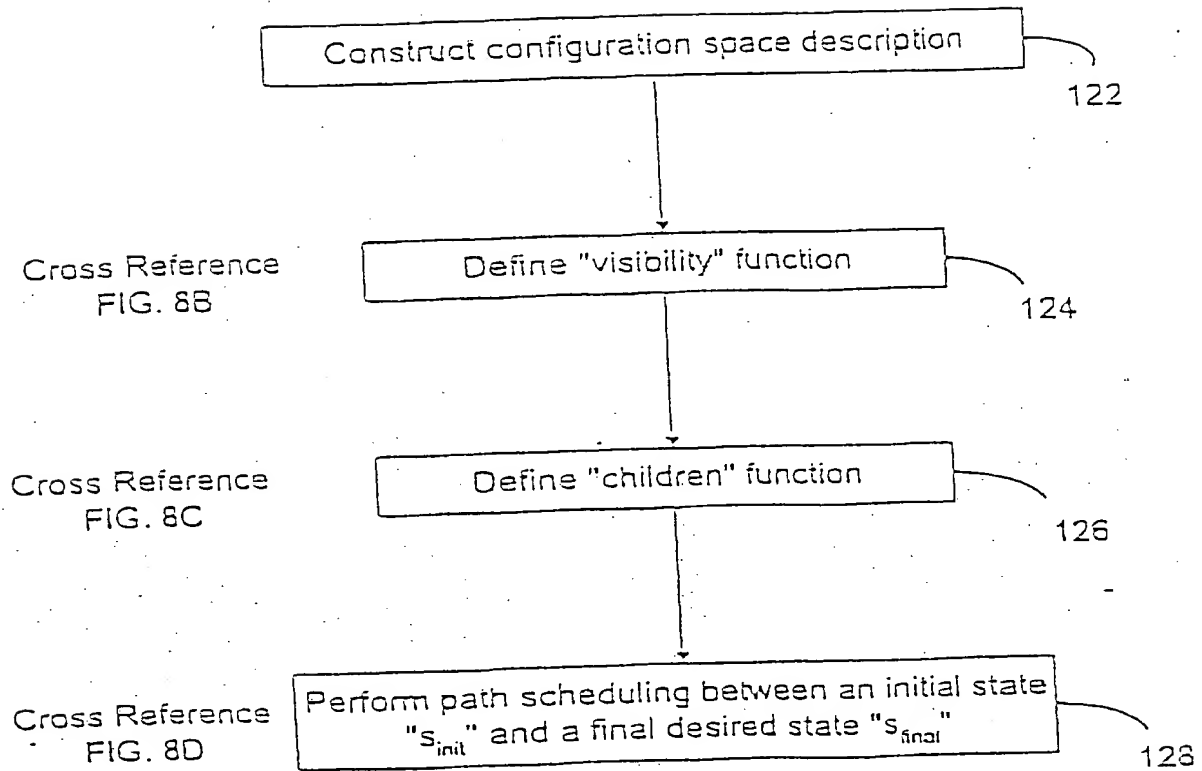 Construct configuration space description
122
Cross Reference
FIG. 8B
Define "visibility" function
124
Cross Reference
FIG. 8C
Define "children" function
126
Cross Reference
FIG. 8D
Perform path scheduling between an initial state
"s_init" and a final desired state "s_final"
128